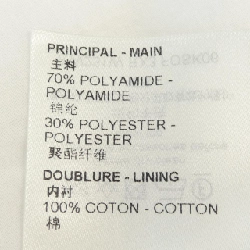 PRINCIPAL - MAIN
主料
70% POLYAMIDE -
POLYAMIDE
锦纶
30% POLYESTER -
POLYESTER
聚酯纤维
DOUBLURE - LINING
内衬
100% COTON - COTTON
棉